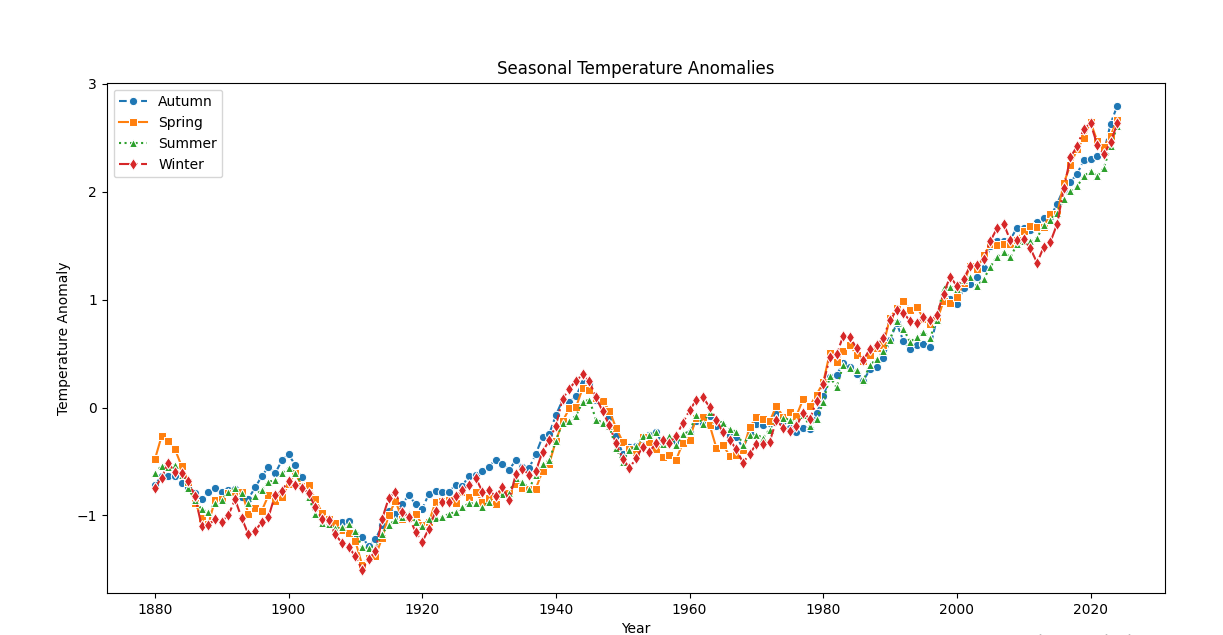 Seasonal Temperature Anomalies
Autumn
Spring
Summer
Winter
3
2
1
0
−1
Temperature Anomaly
1880
1900
1920
1940
1960
1980
2000
2020
Year